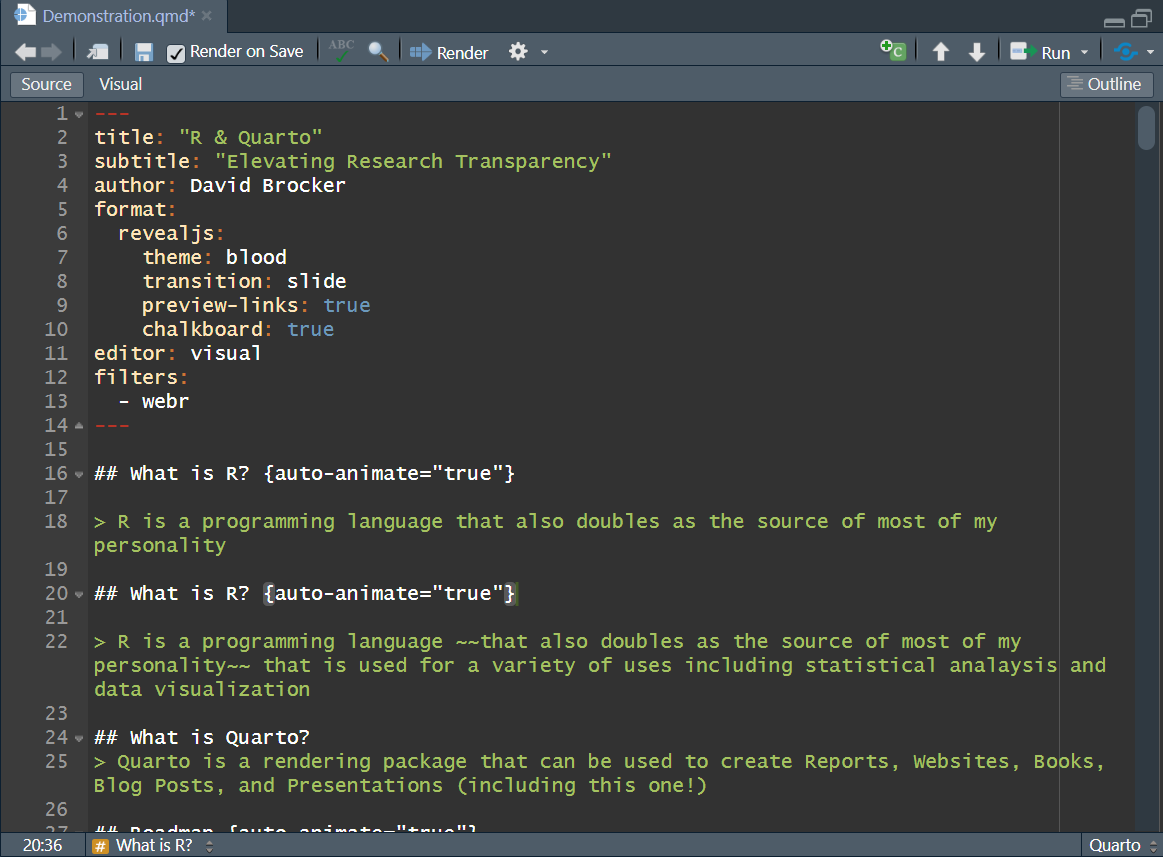 Demonstration.qmd*
Render on Save ABC Render C Run
Source Visual Outline
1 ---
2 title: "R & Quarto"
3 subtitle: "Elevating Research Transparency"
4 author: David Brocker
5 format:
6   revealjs:
7     theme: blood
8     transition: slide
9     preview-links: true
10     chalkboard: true
11 editor: visual
12 filters:
13   - webr
14 ---
15
16 ## What is R? {auto-animate="true"}
17
18 > R is a programming language that also doubles as the source of most of my
personality
19
20 ## What is R? {auto-animate="true"}
21
22 > R is a programming language ~~that also doubles as the source of most of my
personality~~ that is used for a variety of uses including statistical analaysis and
data visualization
23
24 ## What is Quarto?
25 > Quarto is a rendering package that can be used to create Reports, Websites, Books,
Blog Posts, and Presentations (including this one!)
26
27 ## Roadmap {auto-animate="true"}
20:36 # What is R? Quarto